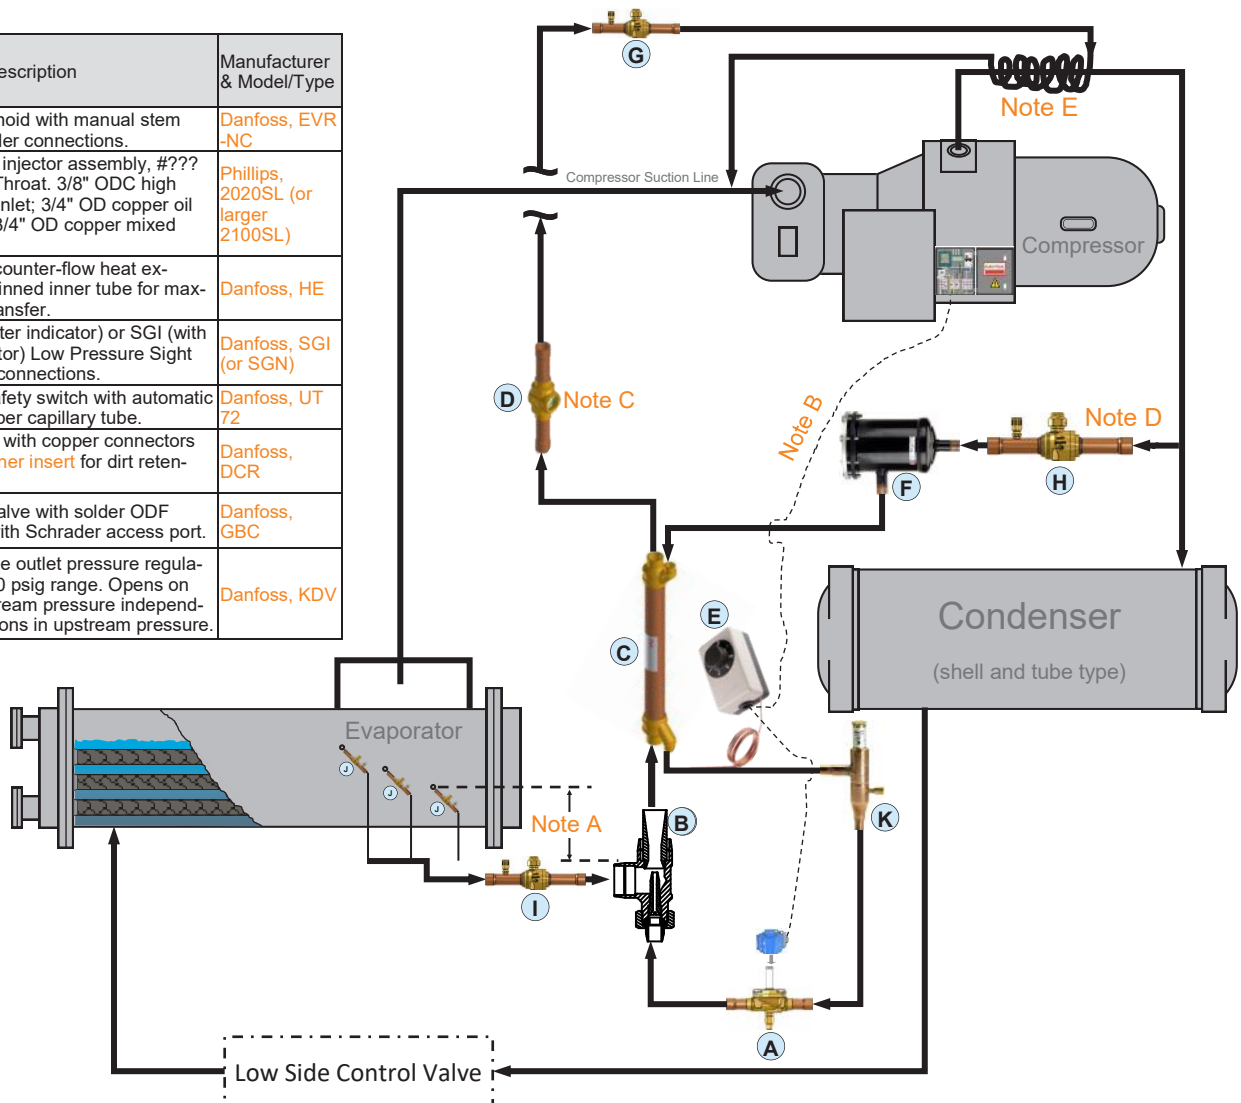 escription
Manufacturer
& Model/Type
noid with manual stem
der connections.
Danfoss, EVR
-NC
injector assembly, #???
Throat. 3/8" ODC high
nlet; 3/4" OD copper oil
3/4" OD copper mixed
Phillips,
2020SL (or
larger
2100SL)
counter-flow heat ex-
inned inner tube for max-
ansfer.
Danfoss, HE
ter indicator) or SGI (with
tor) Low Pressure Sight
connections.
Danfoss, SGI
(or SGN)
afety switch with automatic
per capillary tube.
Danfoss, UT
72
with copper connectors
ner insert for dirt reten-
Danfoss,
DCR
alve with solder ODF
vith Schrader access port.
Danfoss,
GBC
e outlet pressure regula-
0 psig range. Opens on
ream pressure independ-
ons in upstream pressure.
Danfoss, KDV
G
Note E
Compressor Suction Line
Compressor
D
Note C
Note B
Note D
F
H
C
E
Condenser
(shell and tube type)
Evaporator
J
J
J
Note A
B
K
I
A
Low Side Control Valve